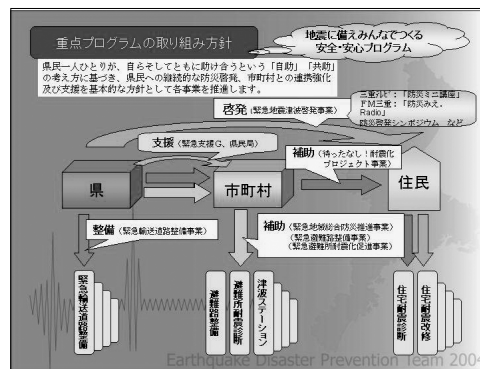 重点プログラムの取り組み方針
地震に備えみんなでつくる
安全・安心プログラム
県民一人ひとりが、自らそしてともに助け合うという「自助」「共助」
の考え方に基づき、県民への継続的な防災啓発、市町村との連携強化
及び支援を基本的な方針として各事業を推進します。
三重テレビ:「防災ミニ講座」
FM三重:「防災みえ.
Radio」
防災啓発シンポジウム など
啓発(緊急地震津波啓発事業)
支援(緊急支援G、県民局)
補助(待ったなし!耐震化
プロジェクト事業)
県
市町村
住民
整備(緊急輸送道路整備事業)
補助(緊急地域総合防災推進事業)
(緊急避難路整備事業)
(緊急避難所耐震化促進事業)
緊急輸送道路整備
避難路整備
避難所耐震診断
津波ステーション
住宅耐震診断
住宅耐震改修
Earthquake Disaster Prevention Team 2004